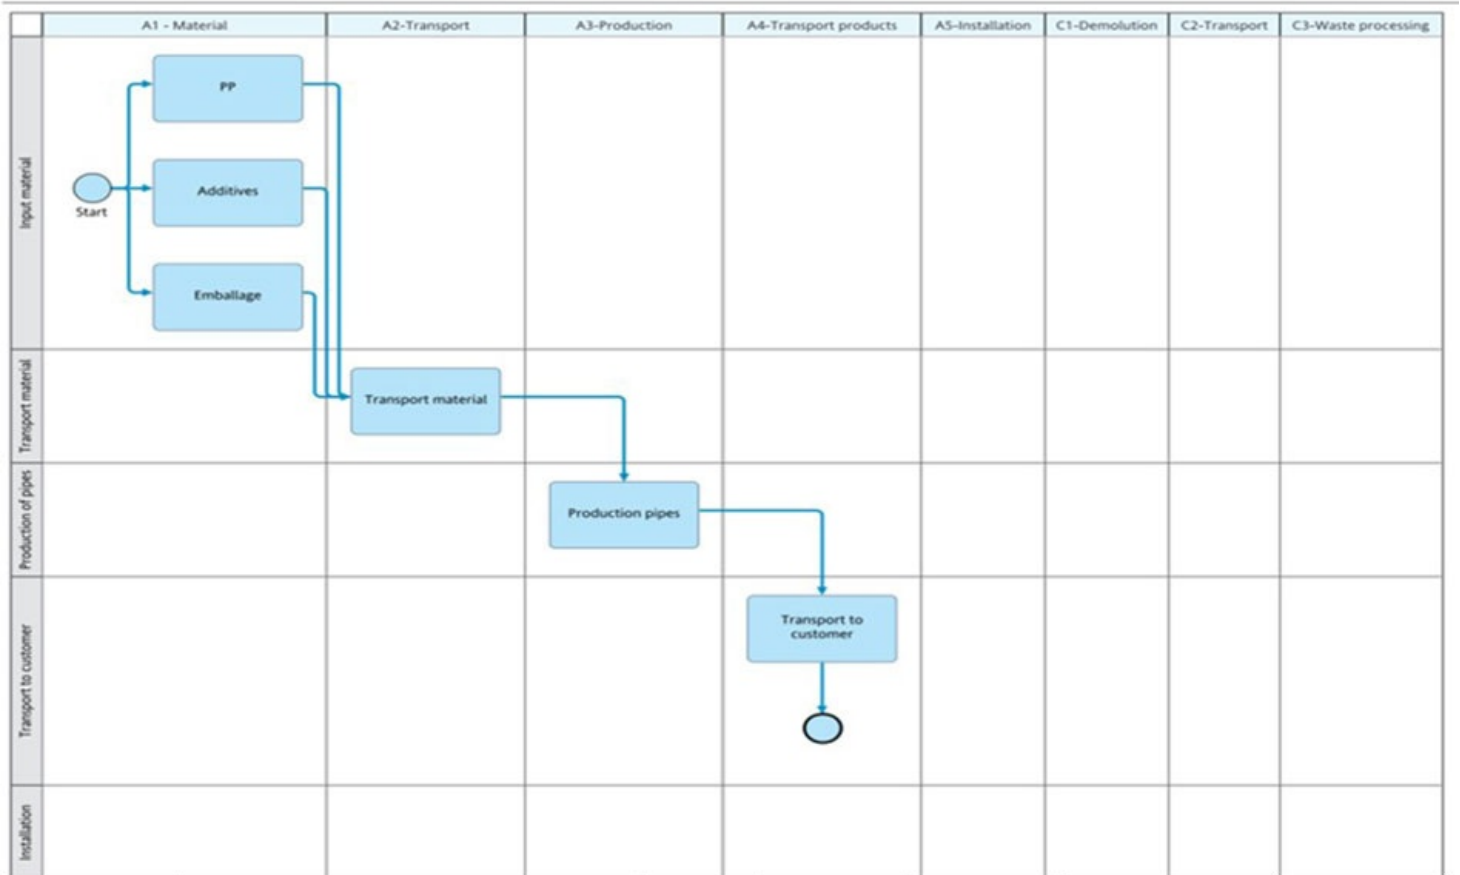 A1 - Material
A2-Transport
A3-Production
A4-Transport products
A5-Installation
C1-Demolution
C2-Transport
C3-Waste processing
Input material
PP
Additives
Start
Emballage
Transport material
Transport material
Production of pipes
Production pipes
Transport to customer
Transport to
customer
Installation